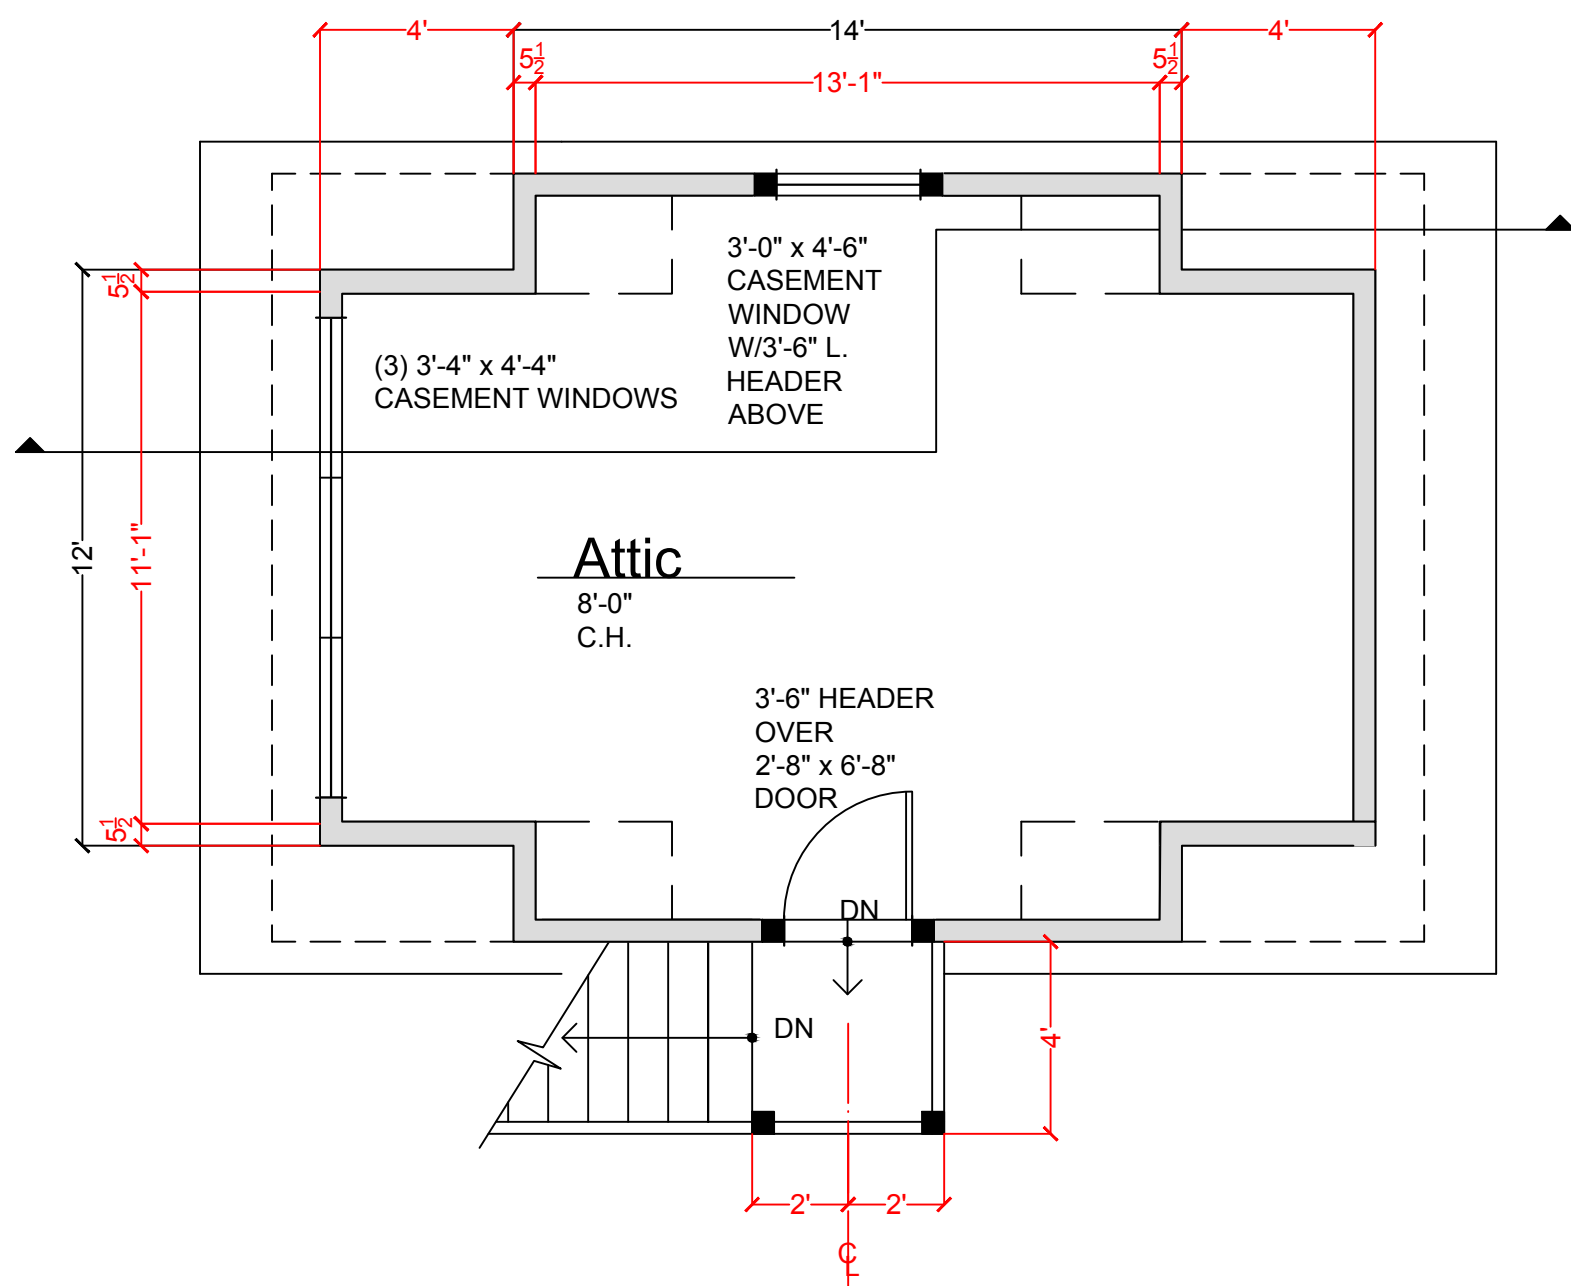 4'
14'
4'
5½
13'-1"
5½
3'-0" x 4'-6"
CASEMENT
WINDOW
W/3'-6" L.
HEADER
ABOVE
5½
(3) 3'-4" x 4'-4"
CASEMENT WINDOWS
12'
11'-1"
Attic
8'-0"
C.H.
3'-6" HEADER
OVER
2'-8" x 6'-8"
DOOR
5½
DN
DN
4'
2'
2'
CL